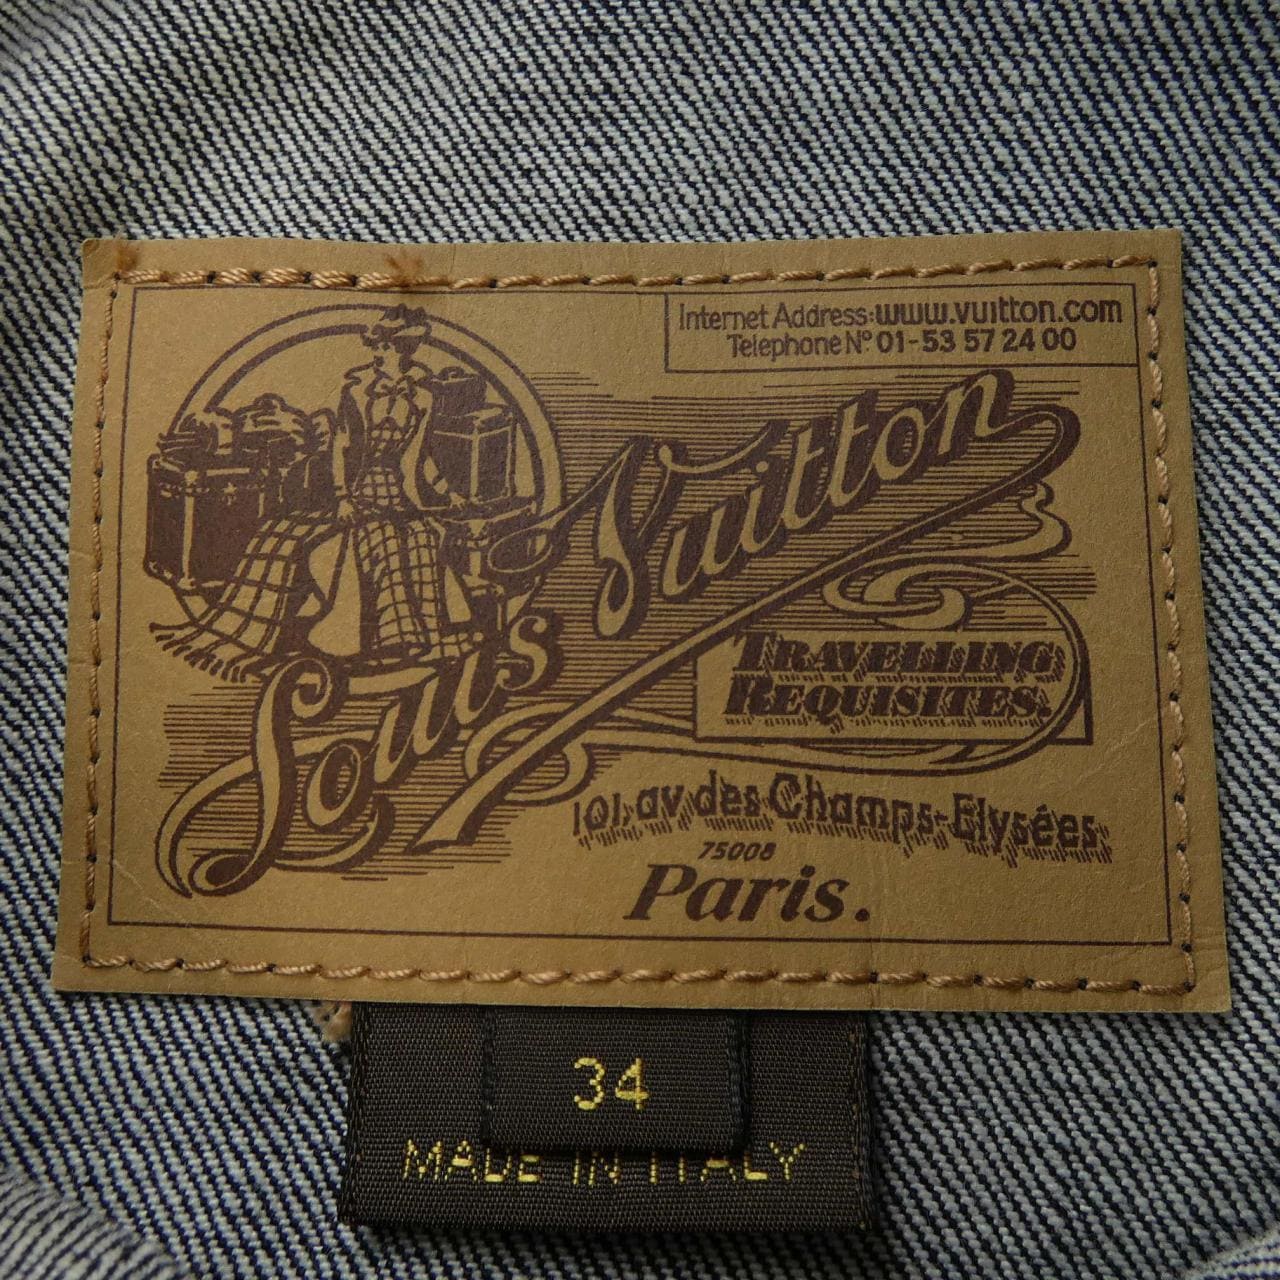 Internet Address:www.vuitton.com
Telephone Nº 01-53 57 24 00
Louis Vuitton
TRAVELLING
REQUISITES.
101, av des Champs-Elysées
75008
Paris.
34
MADE IN ITALY